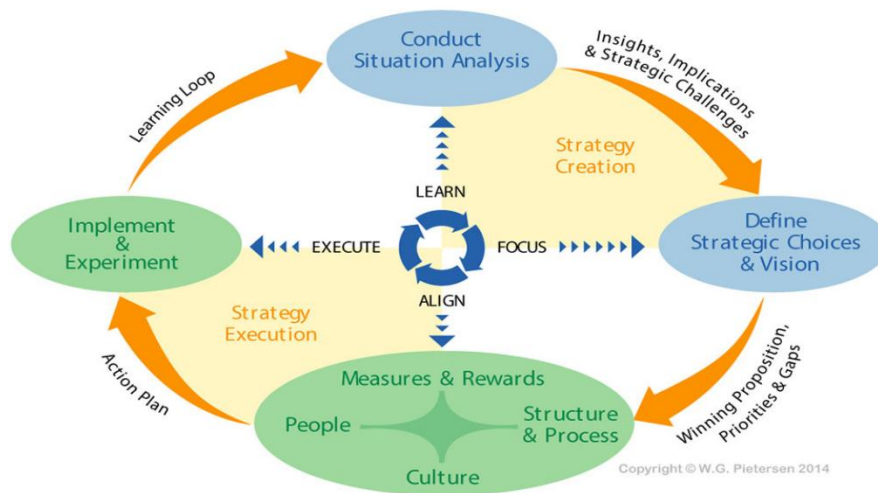 Conduct
Situation Analysis
Insights, Implications
& Strategic Challenges
Learning Loop
Strategy
Creation
LEARN
Implement
&
Experiment
EXECUTE
FOCUS
Define
Strategic Choices
& Vision
ALIGN
Strategy
Execution
Action Plan
Measures & Rewards
People
Structure
& Process
Culture
Winning Proposition,
Priorities & Gaps
Copyright © W.G. Pietersen 2014